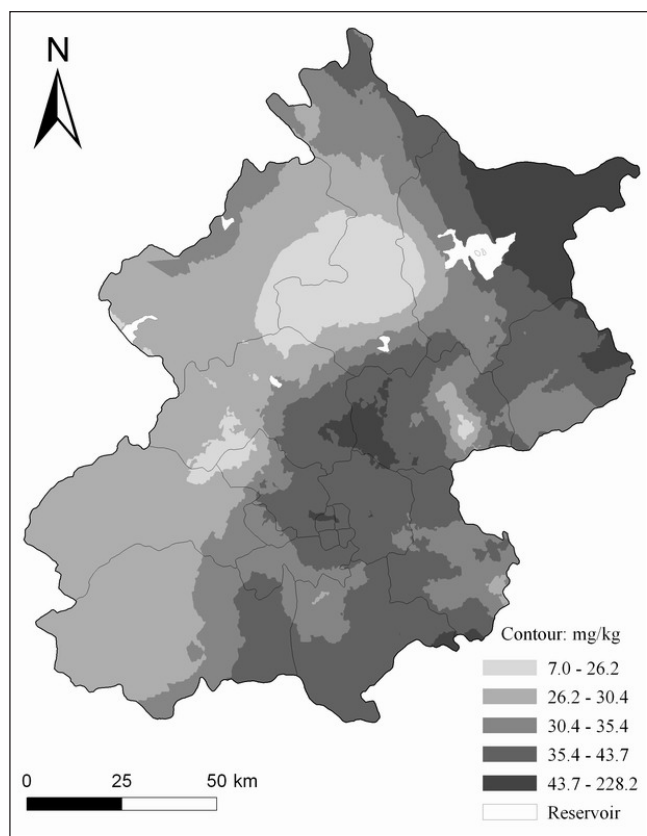 N
Contour: mg/kg
7.0 - 26.2
26.2 - 30.4
30.4 - 35.4
35.4 - 43.7
43.7 - 228.2
Reservoir
0 25 50 km